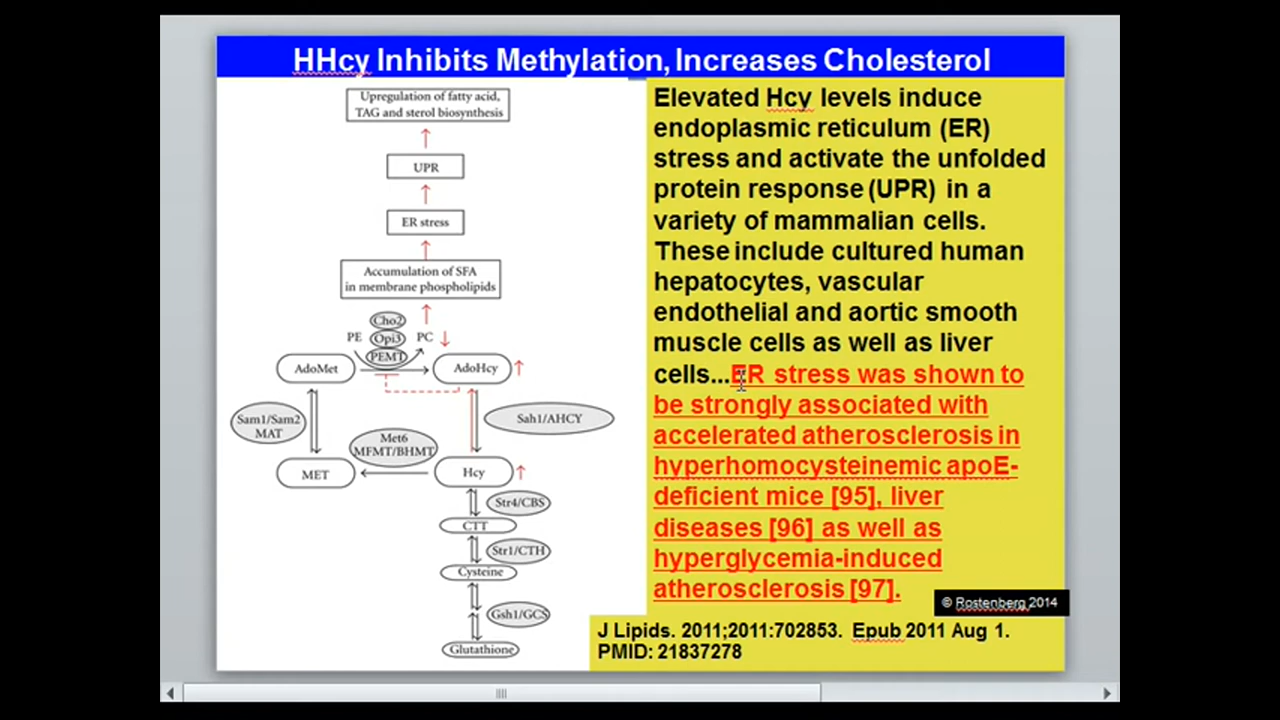 HHcy Inhibits Methylation, Increases Cholesterol
Upregulation of fatty acid,
TAG and sterol biosynthesis
UPR
ER stress
Accumulation of SFA
in membrane phospholipids
Cho2
PE
Opi3
PC
PEMT
AdoMet
AdoHcy
Sam1/Sam2
MAT
Sah1/AHCY
Met6
MFMT/BHMT
MET
Hcy
Str4/CBS
CTT
Str1/CTH
Cysteine
Gsh1/GCS
Glutathione
Elevated Hcy levels induce
endoplasmic reticulum (ER)
stress and activate the unfolded
protein response (UPR) in a
variety of mammalian cells.
These include cultured human
hepatocytes, vascular
endothelial and aortic smooth
muscle cells as well as liver
cells...ER stress was shown to
be strongly associated with
accelerated atherosclerosis in
hyperhomocysteinemic apoE-
deficient mice [95], liver
diseases [96] as well as
hyperglycemia-induced
atherosclerosis [97].
© Rostenberg 2014
J Lipids. 2011;2011:702853. Epub 2011 Aug 1.
PMID: 21837278